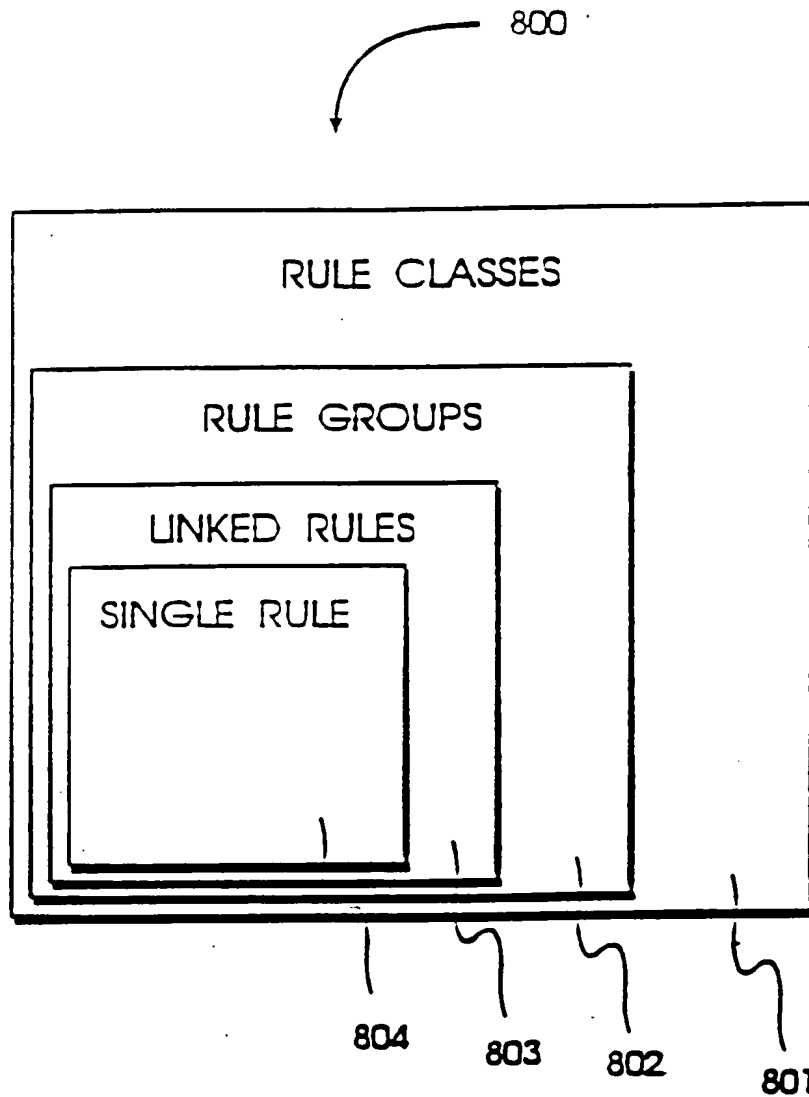 800
RULE CLASSES
RULE GROUPS
LINKED RULES
SINGLE RULE
804
803
802
801